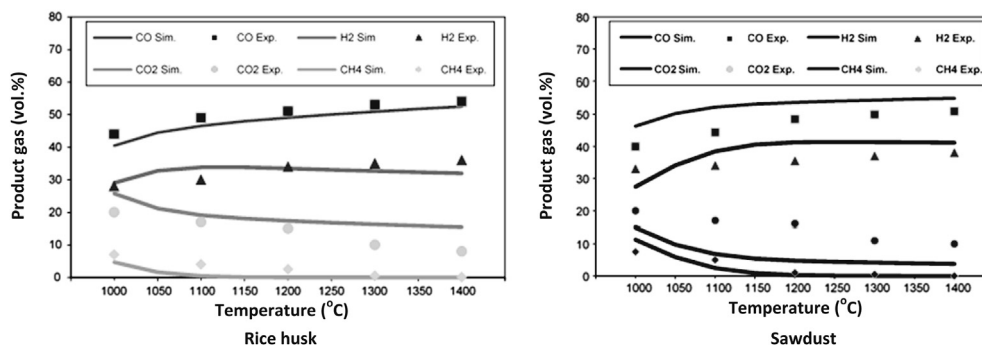 Product gas (vol.%)
80
70
60
50
40
30
20
10
0
CO Sim. CO Exp. H2 Sim H2 Exp.
CO2 Sim. CO2 Exp. CH4 Sim. CH4 Exp.
1000 1050 1100 1150 1200 1250 1300 1350 1400
Temperature (°C)
Rice husk
Product gas (vol.%)
80
70
60
50
40
30
20
10
0
CO Sim. CO Exp. H2 Sim H2 Exp.
CO2 Sim. CO2 Exp. CH4 Sim. CH4 Exp.
1000 1050 1100 1150 1200 1250 1300 1350 1400
Temperature (°C)
Sawdust